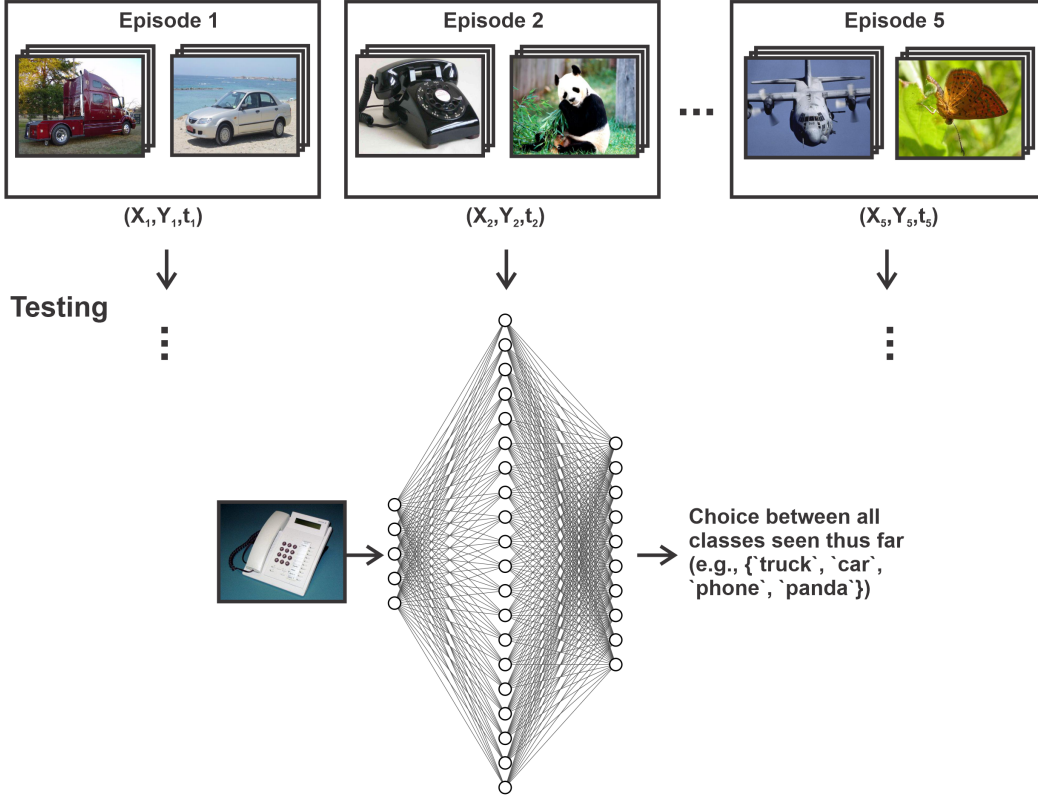 Episode 1
Episode 2
Episode 5
...
(X₁,Y₁,t₁)
(X₂,Y₂,t₂)
(X₅,Y₅,t₅)
Testing
Choice between all
classes seen thus far
(e.g., {`truck`, `car`,
`phone`, `panda`})